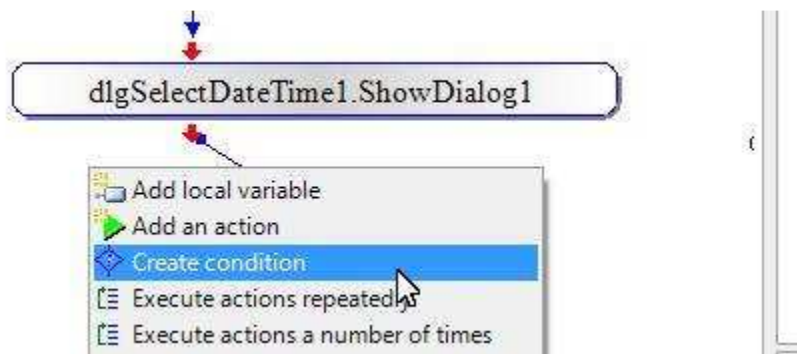 dlgSelectDateTime1.ShowDialog1
Add local variable
Add an action
Create condition
Execute actions repeatedly
Execute actions a number of times